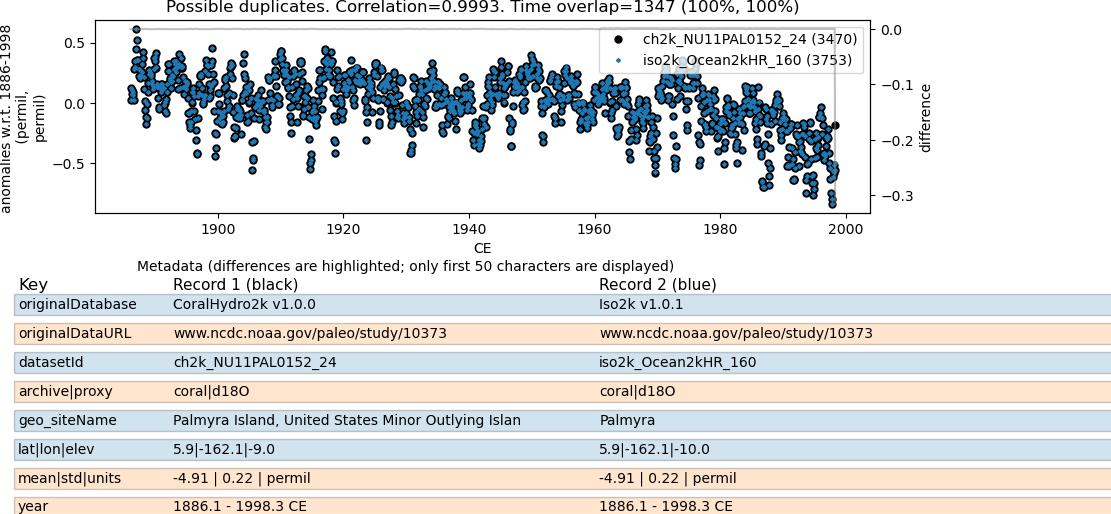 Possible duplicates. Correlation=0.9993. Time overlap=1347 (100%, 100%)
anomalies w.r.t. 1886-1998
(permil,
permil)
0.5
0.0
−0.5
ch2k_NU11PAL0152_24 (3470)
iso2k_Ocean2kHR_160 (3753)
0.0
−0.1
−0.2
−0.3
difference
1900 1920 1940 1960 1980 2000
CE
Metadata (differences are highlighted; only first 50 characters are displayed)
Key Record 1 (black) Record 2 (blue)
originalDatabase CoralHydro2k v1.0.0 Iso2k v1.0.1
originalDataURL www.ncdc.noaa.gov/paleo/study/10373 www.ncdc.noaa.gov/paleo/study/10373
datasetId ch2k_NU11PAL0152_24 iso2k_Ocean2kHR_160
archive|proxy coral|d18O coral|d18O
geo_siteName Palmyra Island, United States Minor Outlying Islan Palmyra
lat|lon|elev 5.9|-162.1|-9.0 5.9|-162.1|-10.0
mean|std|units -4.91 | 0.22 | permil -4.91 | 0.22 | permil
year 1886.1 - 1998.3 CE 1886.1 - 1998.3 CE